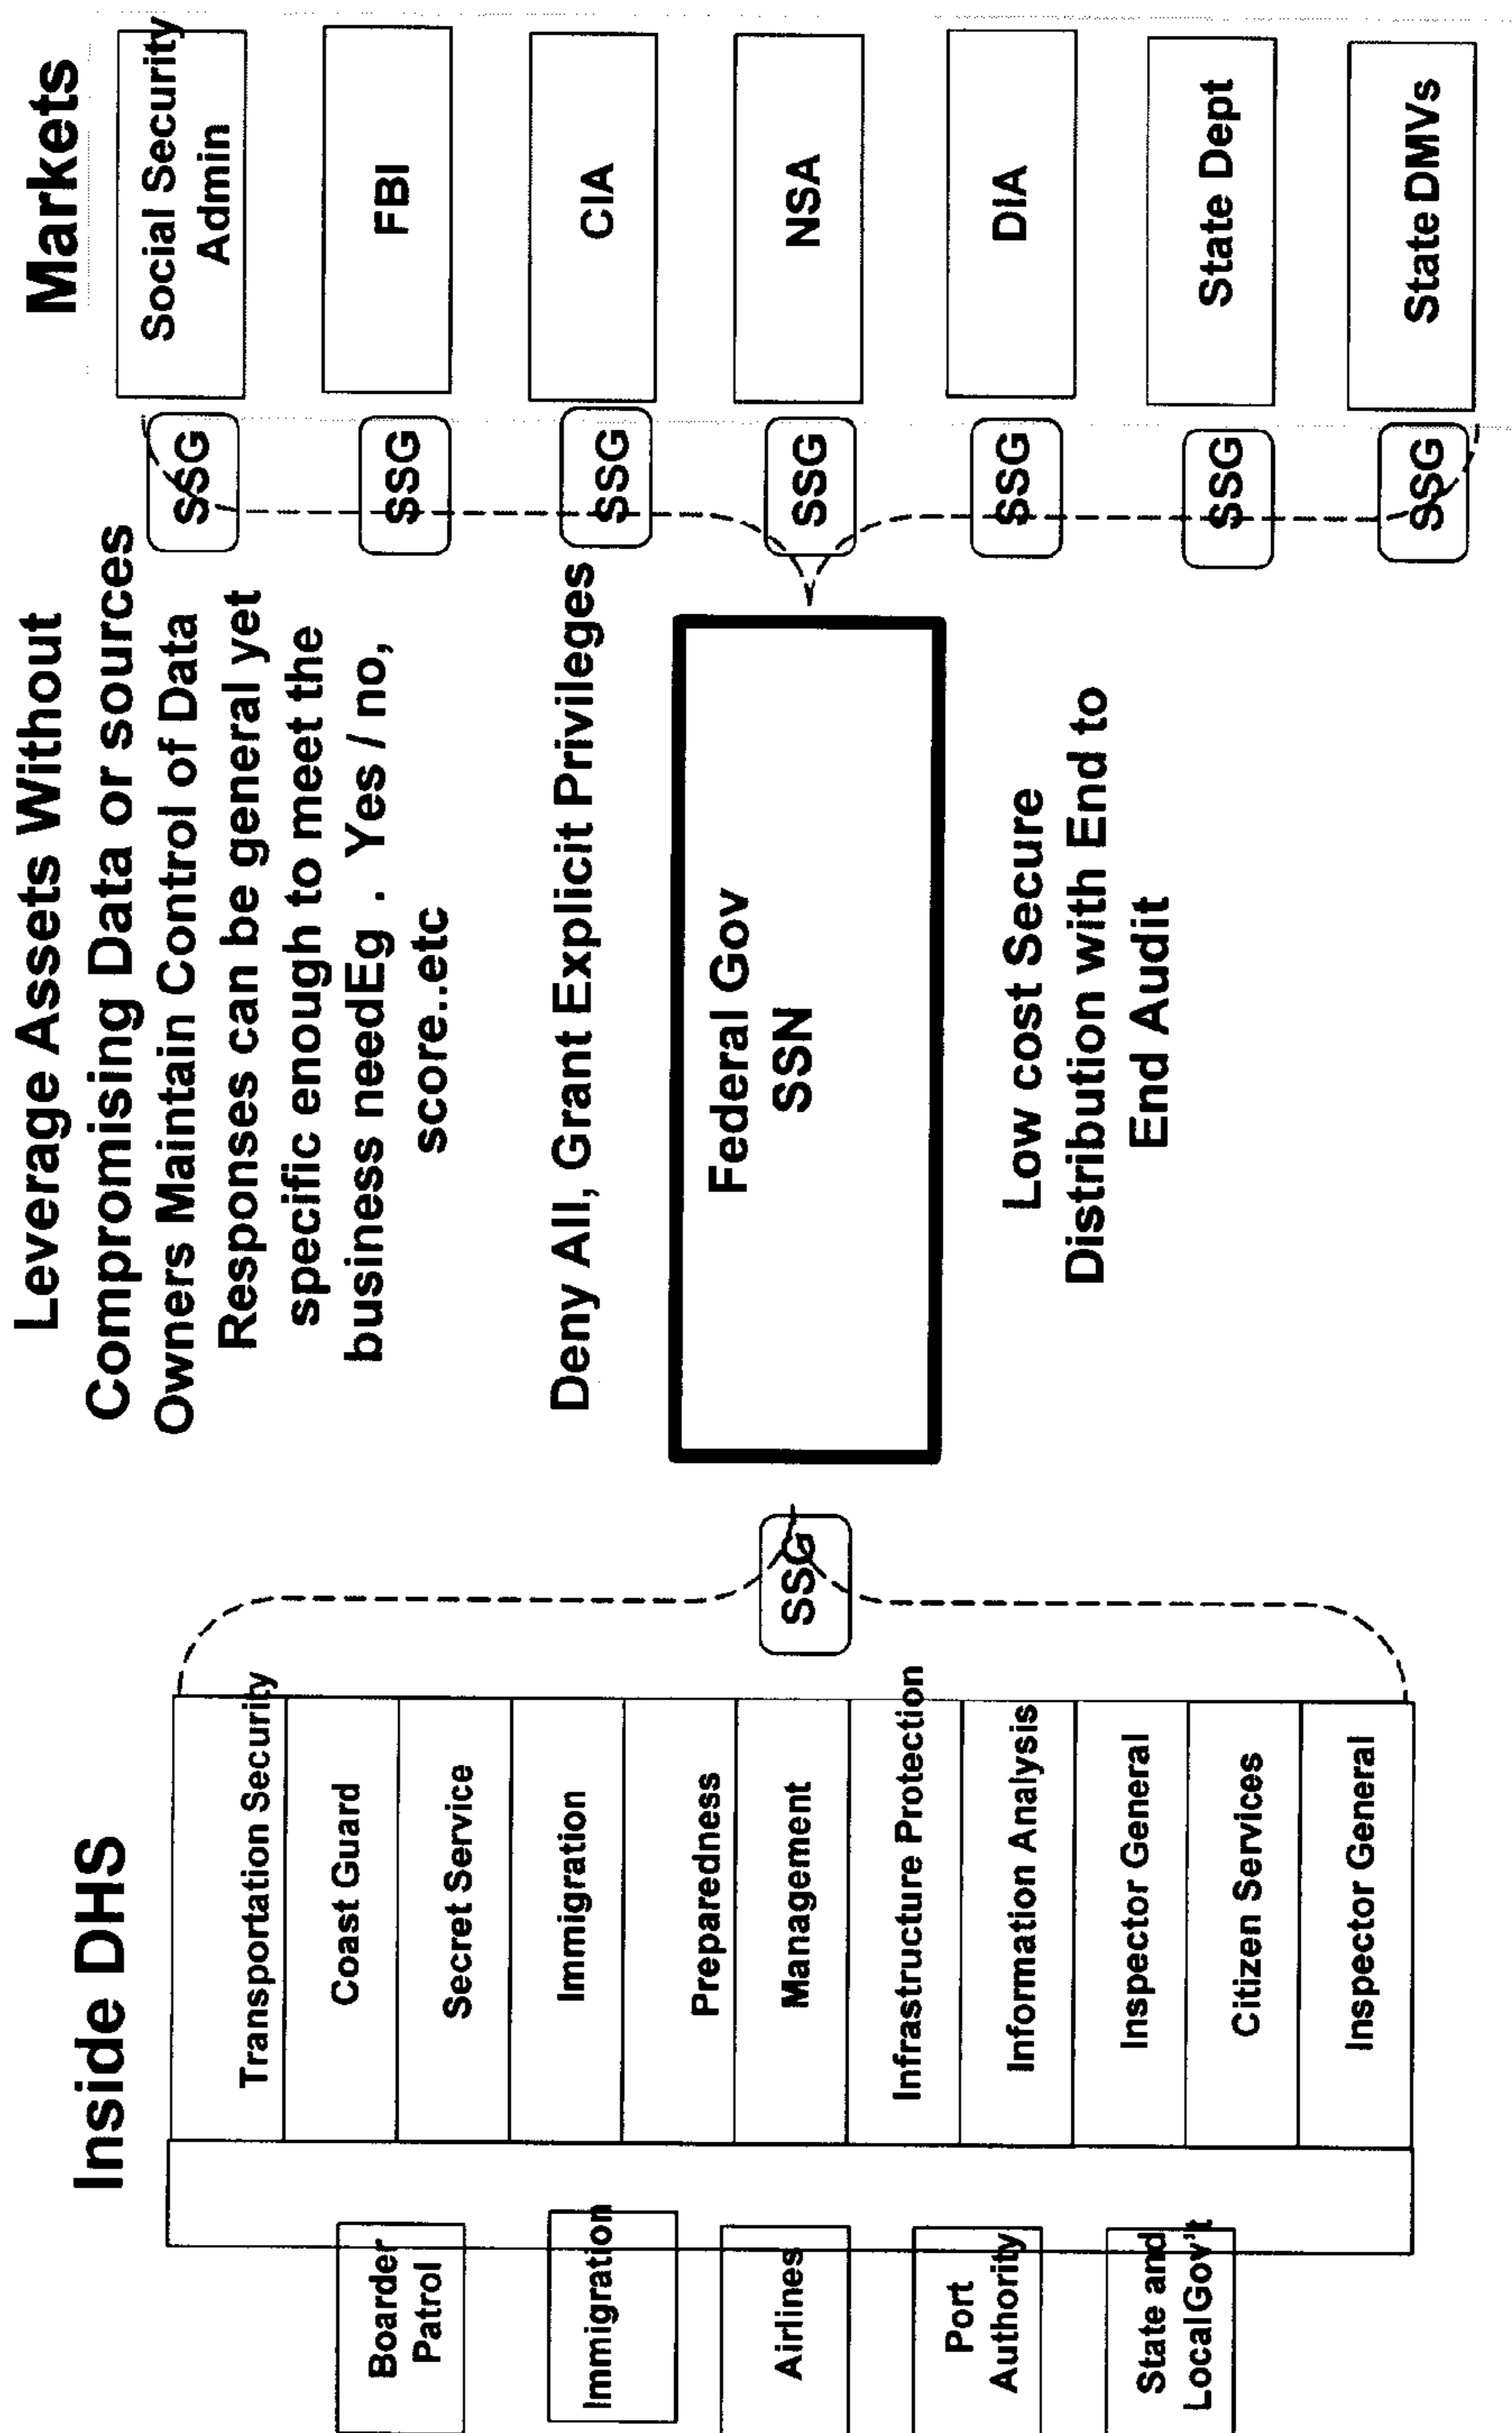 Inside DHS
Leverage Assets Without
Compromising Data or sources
Owners Maintain Control of Data
Responses can be general yet
specific enough to meet the
business needEg . Yes / no,
score..etc
Deny All, Grant Explicit Privileges
Markets
Boarder
Patrol
Immigration
Airlines
Port
Authority
State and
LocalGov't
Transportation Security
Coast Guard
Secret Service
Immigration
Preparedness
Management
Infrastructure Protection
Information Analysis
Inspector General
Citizen Services
Inspector General
SSG
Federal Gov
SSN
Low cost Secure
Distribution with End to
End Audit
SSG
SSG
SSG
SSG
SSG
SSG
SSG
Social Security
Admin
FBI
CIA
NSA
DIA
State Dept
State DMVs